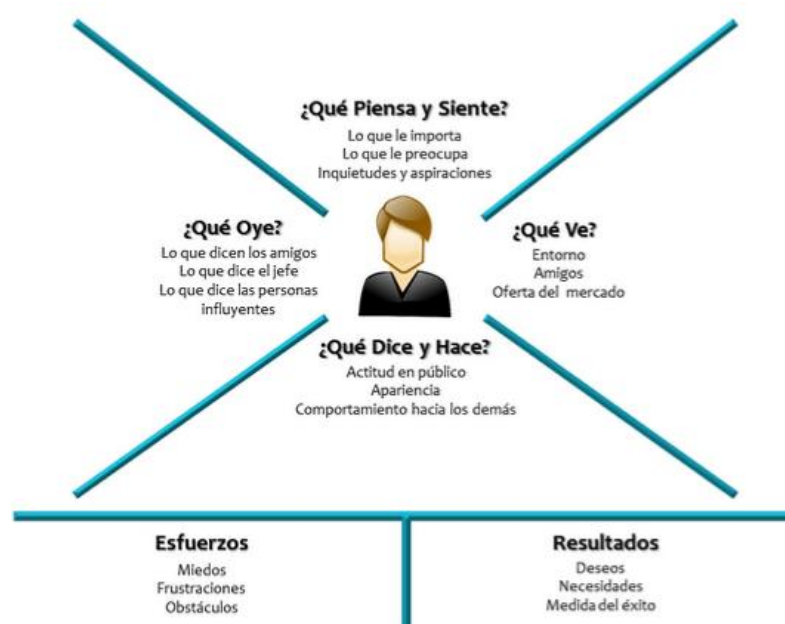 ¿Qué Piensa y Siente?
Lo que le importa
Lo que le preocupa
Inquietudes y aspiraciones
¿Qué Oye?
Lo que dicen los amigos
Lo que dice el jefe
Lo que dice las personas
influyentes
¿Qué Ve?
Entorno
Amigos
Oferta del mercado
¿Qué Dice y Hace?
Actitud en público
Apariencia
Comportamiento hacia los demás
Esfuerzos
Miedos
Frustraciones
Obstáculos
Resultados
Deseos
Necesidades
Medida del éxito